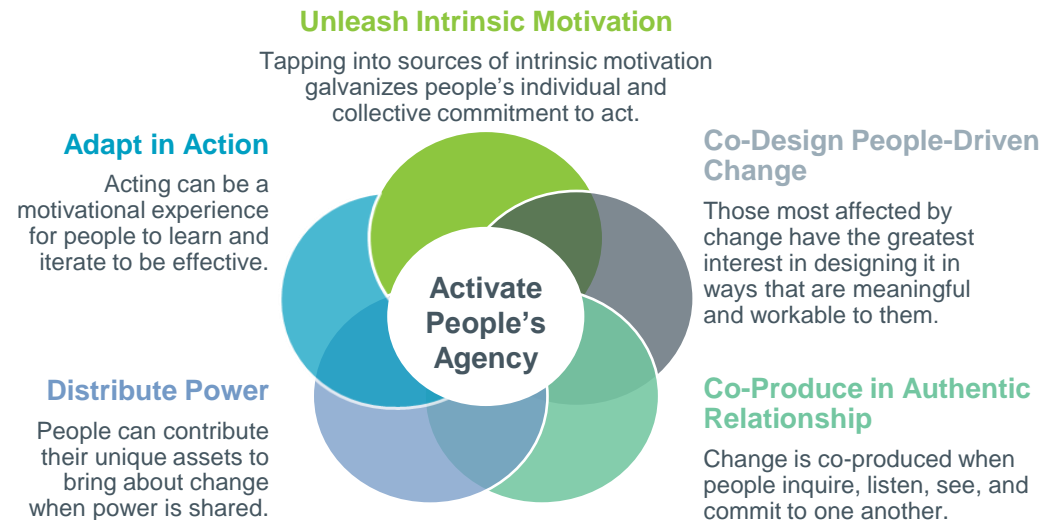 Unleash Intrinsic Motivation
Tapping into sources of intrinsic motivation
galvanizes people's individual and
collective commitment to act.
Adapt in Action
Acting can be a
motivational experience
for people to learn and
iterate to be effective.
Co-Design People-Driven
Change
Those most affected by
change have the greatest
interest in designing it in
ways that are meaningful
and workable to them.
Activate
People's
Agency
Distribute Power
People can contribute
their unique assets to
bring about change
when power is shared.
Co-Produce in Authentic
Relationship
Change is co-produced when
people inquire, listen, see, and
commit to one another.